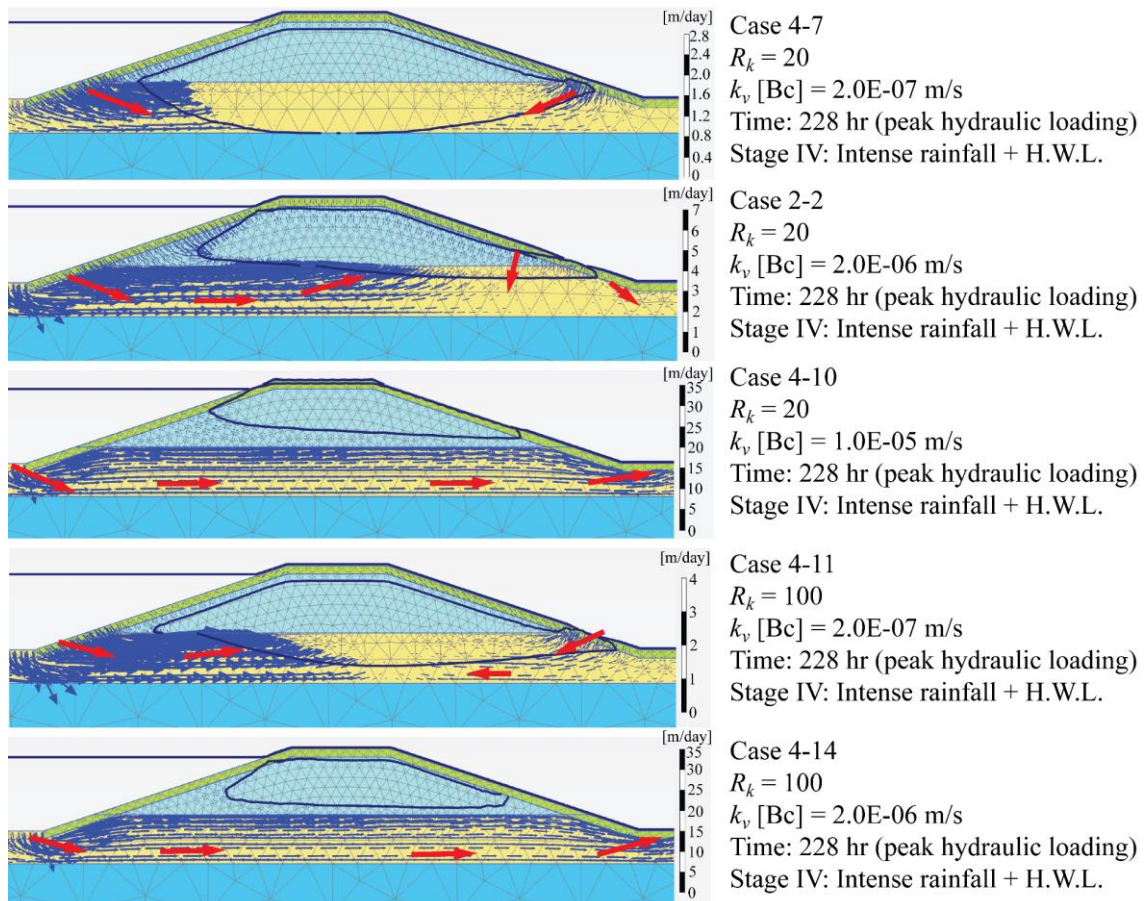 [m/day]
2.8
2.4
2.0
1.6
1.2
0.8
0.4
0
Case 4-7
R_k = 20
k_v [Bc] = 2.0E-07 m/s
Time: 228 hr (peak hydraulic loading)
Stage IV: Intense rainfall + H.W.L.
[m/day]
7
6
5
4
3
2
1
0
Case 2-2
R_k = 20
k_v [Bc] = 2.0E-06 m/s
Time: 228 hr (peak hydraulic loading)
Stage IV: Intense rainfall + H.W.L.
[m/day]
35
30
25
20
15
10
5
0
Case 4-10
R_k = 20
k_v [Bc] = 1.0E-05 m/s
Time: 228 hr (peak hydraulic loading)
Stage IV: Intense rainfall + H.W.L.
[m/day]
4
3
2
1
0
Case 4-11
R_k = 100
k_v [Bc] = 2.0E-07 m/s
Time: 228 hr (peak hydraulic loading)
Stage IV: Intense rainfall + H.W.L.
[m/day]
35
30
25
20
15
10
5
0
Case 4-14
R_k = 100
k_v [Bc] = 2.0E-06 m/s
Time: 228 hr (peak hydraulic loading)
Stage IV: Intense rainfall + H.W.L.